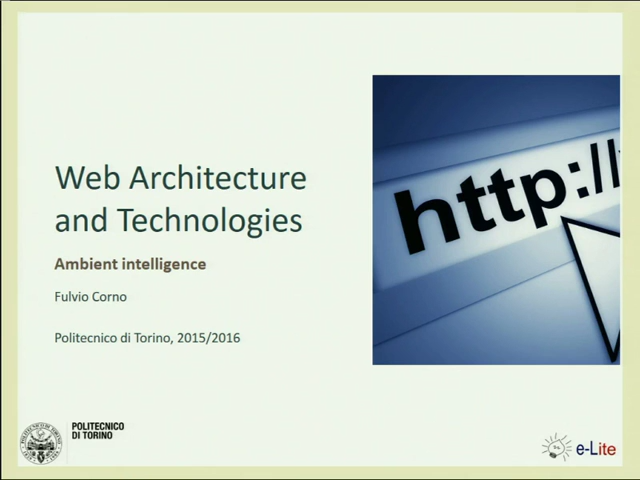 Web Architecture
and Technologies
Ambient intelligence
Fulvio Corno
Politecnico di Torino, 2015/2016
http://
POLITECNICO
DI TORINO
e-Lite